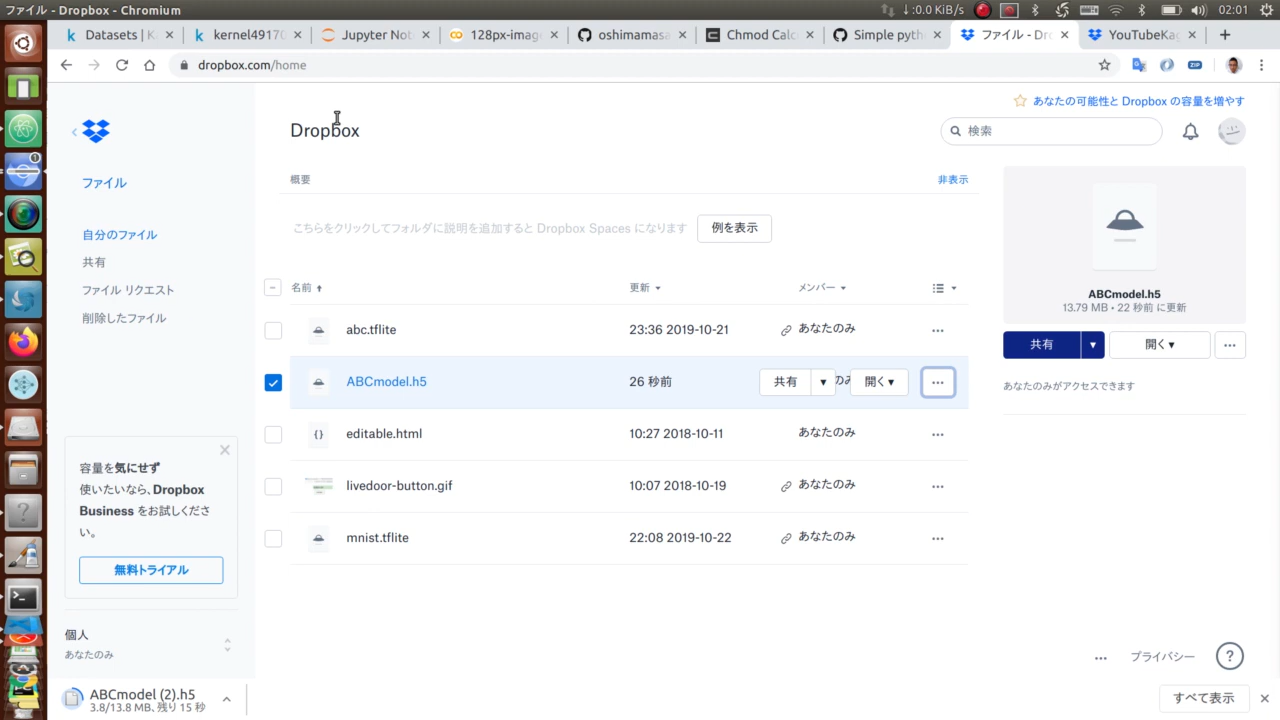 ファイル - Dropbox - Chromium
↓:0.0 KiB/s
02:01
Datasets | K
kernel4917
Jupyter Not
128px-imag
oshimamasa
Chmod Calc
Simple pyth
ファイル - Dr
YouTubeKag
dropbox.com/home
ZIP
あなたの可能性と Dropbox の容量を増やす
Dropbox
検索
ファイル
概要
非表示
こちらをクリックしてフォルダに説明を追加すると Dropbox Spaces になります
例を表示
自分のファイル
共有
ファイル リクエスト
削除したファイル
名前
更新
メンバー
abc.tflite
23:36 2019-10-21
あなたのみ
ABCmodel.h5
26 秒前
共有
のみ
開く
editable.html
10:27 2018-10-11
あなたのみ
livedoor-button.gif
10:07 2018-10-19
あなたのみ
mnist.tflite
22:08 2019-10-22
あなたのみ
ABCmodel.h5
13.79 MB • 22 秒前 に更新
共有
開く
あなたのみがアクセスできます
容量を気にせず
使いたいなら、Dropbox
Business をお試しくださ
い。
無料トライアル
個人
あなたのみ
プライバシー
?
ABCmodel (2).h5
3.8/13.8 MB、残り 15 秒
すべて表示